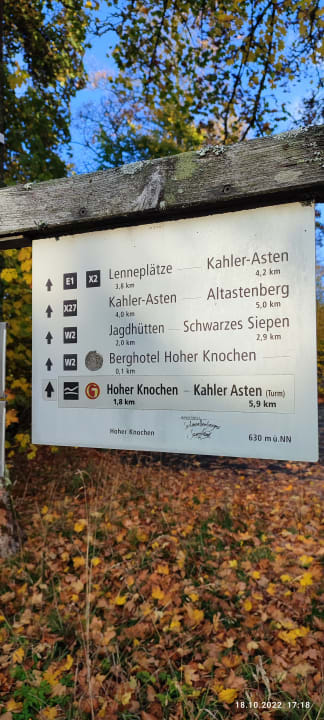 E1 X2 Lenneplätze Kahler-Asten
3,8 km 4,2 km
X27 Kahler-Asten Altastenberg
4,0 km 5,0 km
W2 Jagdhütten Schwarzes Siepen
2,0 km 2,9 km
W2 Berghotel Hoher Knochen
0,1 km
Hoher Knochen – Kahler Asten (Turm)
1,8 km 5,9 km
Hoher Knochen 630 m ü.NN
18.10.2022 17:18